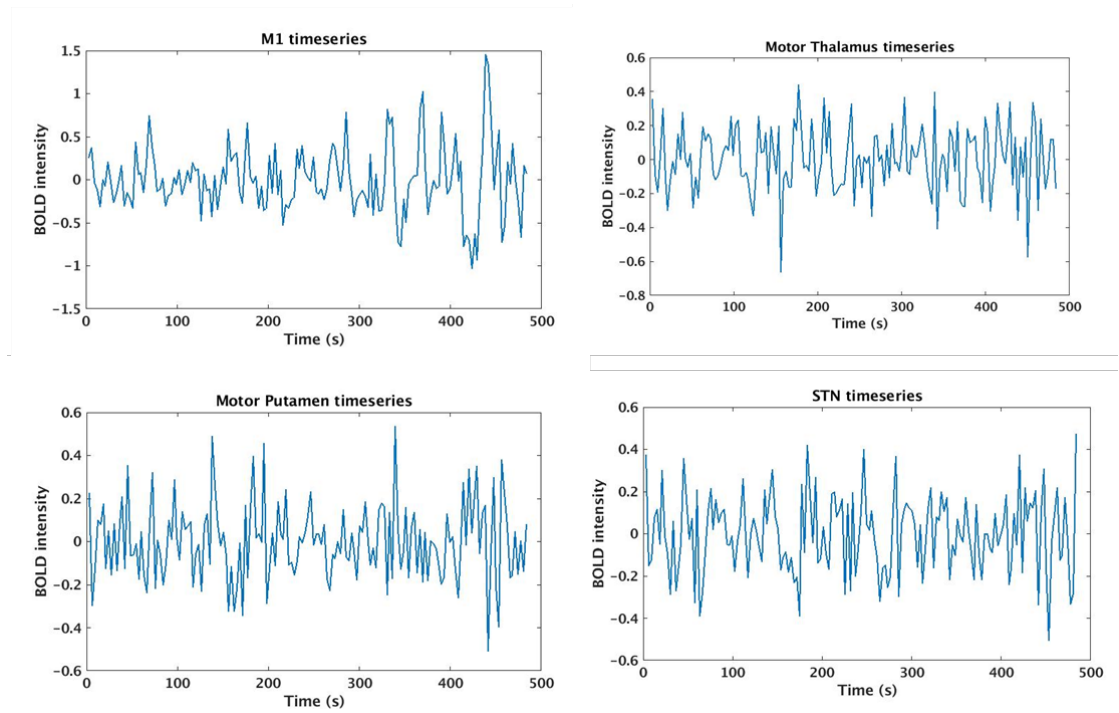 M1 timeseries
1.5
1
0.5
0
−0.5
−1
−1.5
BOLD intensity
0 100 200 300 400 500
Time (s)
Motor Thalamus timeseries
0.6
0.4
0.2
0
−0.2
−0.4
−0.6
−0.8
BOLD intensity
0 100 200 300 400 500
Time (s)
Motor Putamen timeseries
0.6
0.4
0.2
0
−0.2
−0.4
−0.6
BOLD intensity
0 100 200 300 400 500
Time (s)
STN timeseries
0.6
0.4
0.2
0
−0.2
−0.4
−0.6
BOLD intensity
0 100 200 300 400 500
Time (s)